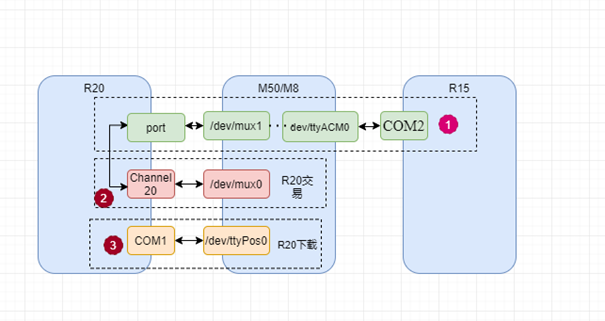 R20
M50/M8
R15
port
/dev/mux1
dev/ttyACM0
COM2
1
Channel
20
/dev/mux0
R20交
易
2
3
COM1
/dev/ttyPos0
R20下载